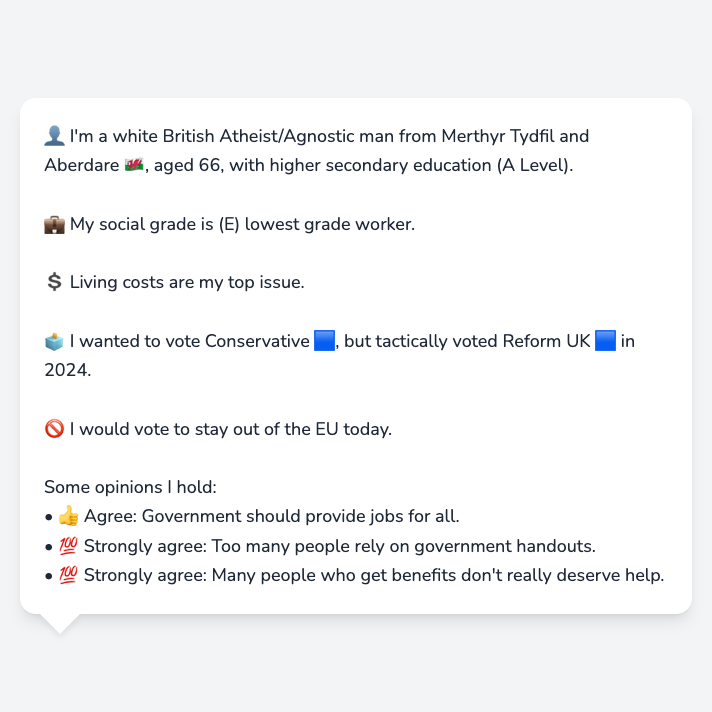 👤 I'm a white British Atheist/Agnostic man from Merthyr Tydfil and
Aberdare 🏴󠁧󠁢󠁷󠁬󠁳󠁿, aged 66, with higher secondary education (A Level).
💼 My social grade is (E) lowest grade worker.
💲 Living costs are my top issue.
🗳️ I wanted to vote Conservative 🟦, but tactically voted Reform UK 🟦 in
2024.
🚫 I would vote to stay out of the EU today.
Some opinions I hold:
• 👍 Agree: Government should provide jobs for all.
• 💯 Strongly agree: Too many people rely on government handouts.
• 💯 Strongly agree: Many people who get benefits don't really deserve help.